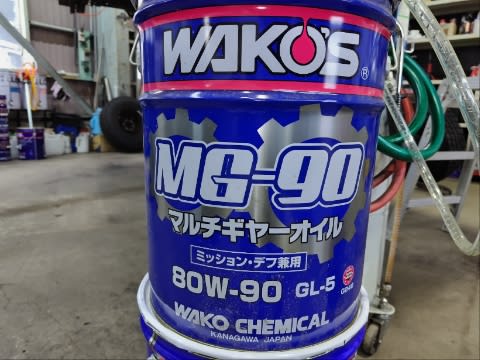 WAKO'S®
MG-90
マルチギヤーオイル
ミッション・デフ兼用
80W-90 GL-5
WAKO CHEMICAL
KANAGAWA JAPAN